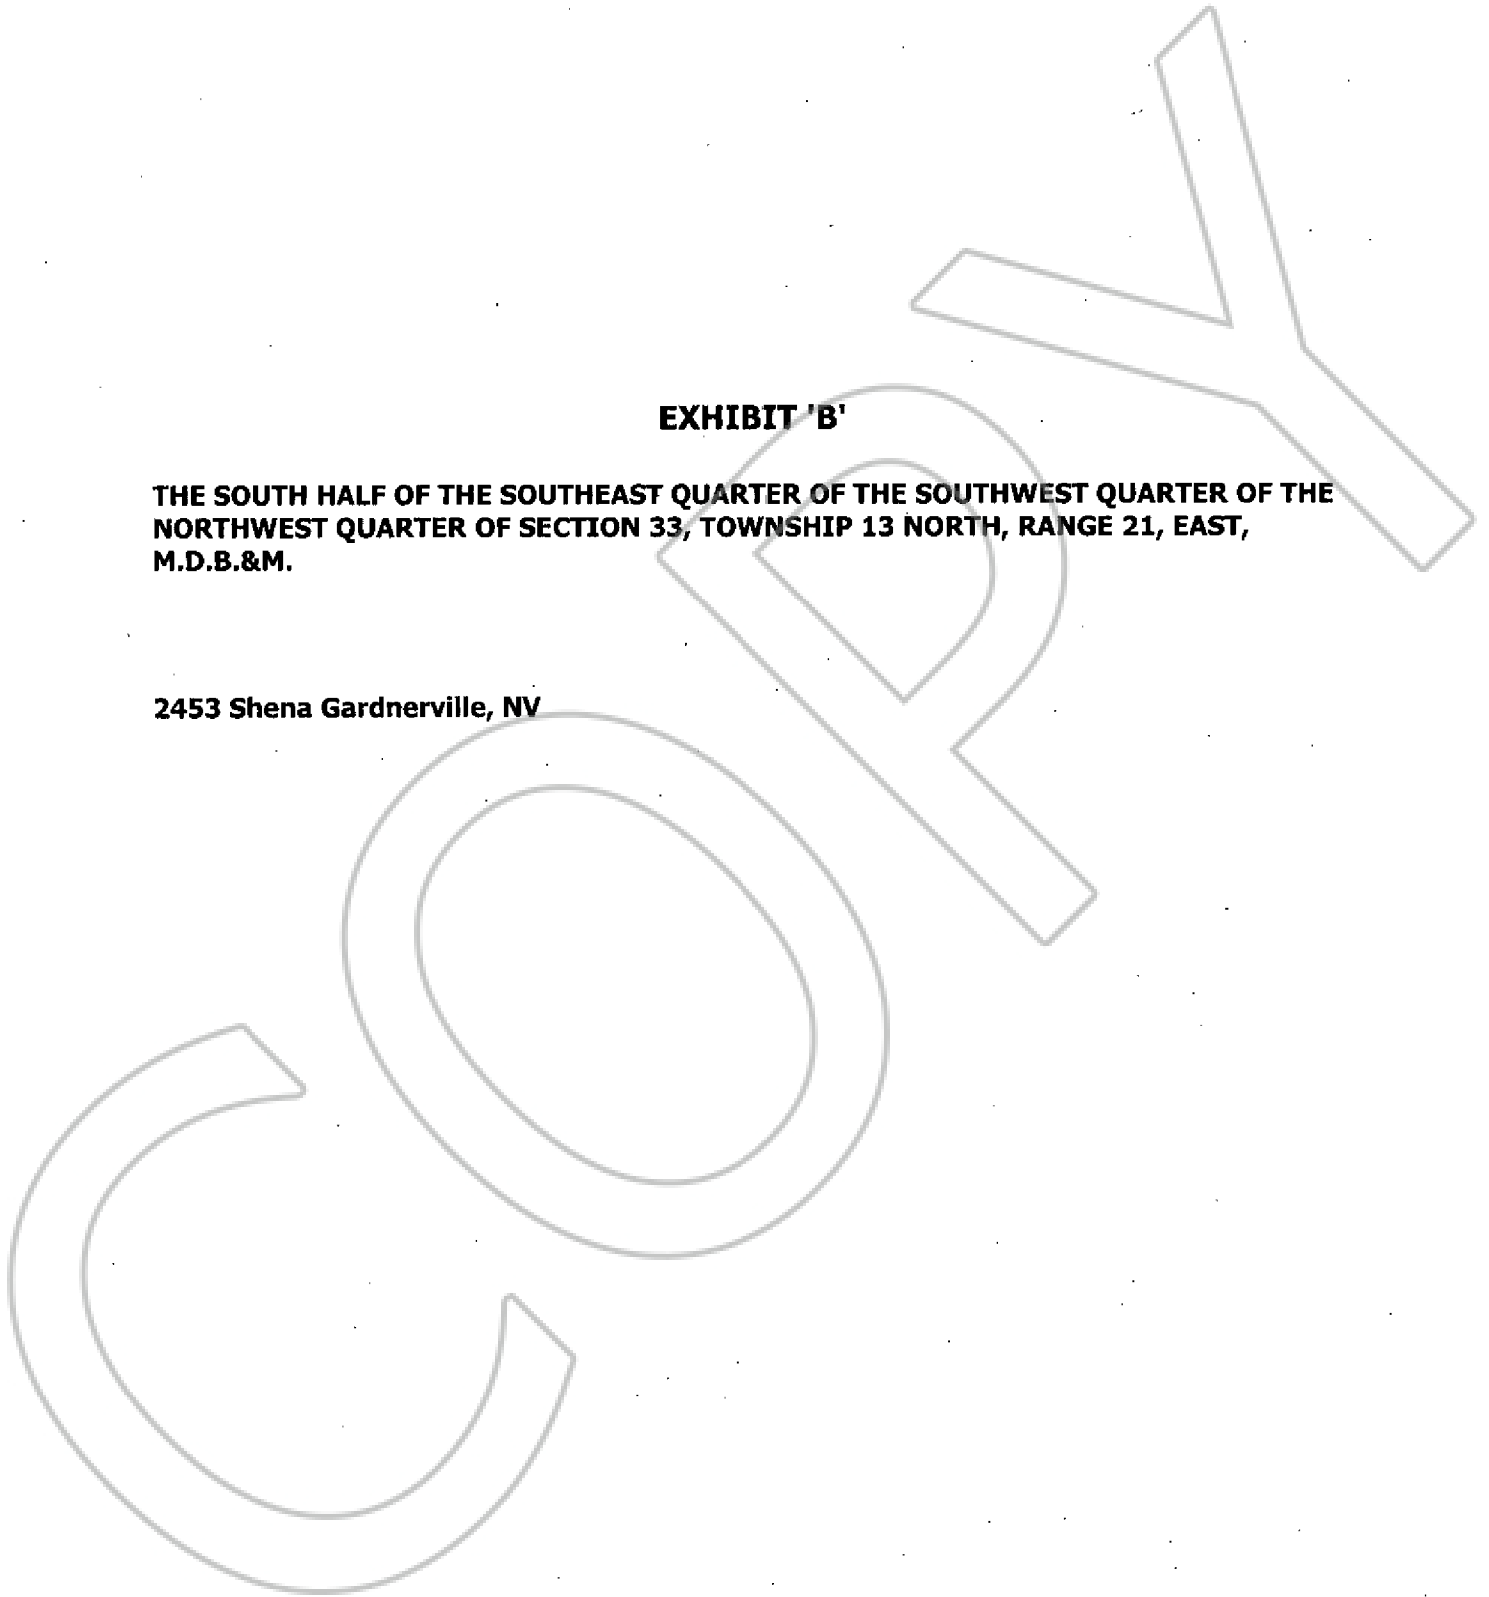 EXHIBIT 'B'
THE SOUTH HALF OF THE SOUTHEAST QUARTER OF THE SOUTHWEST QUARTER OF THE
NORTHWEST QUARTER OF SECTION 33, TOWNSHIP 13 NORTH, RANGE 21, EAST,
M.D.B.&M.
2453 Shena Gardnerville, NV
COPY